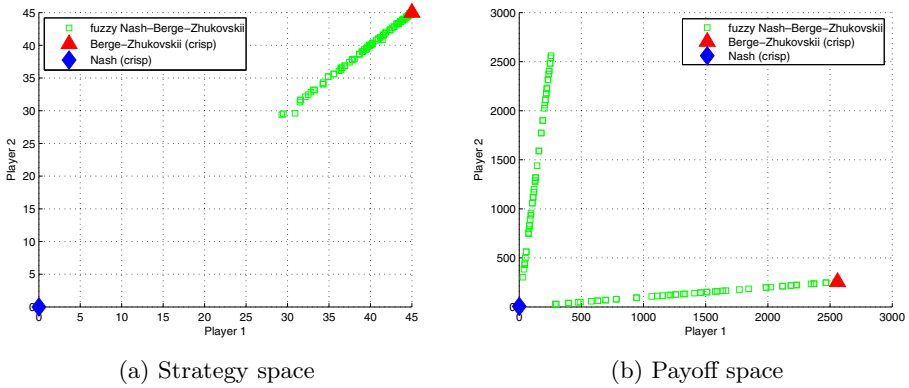 45
40
35
30
25
20
15
10
5
0
Player 2
0 5 10 15 20 25 30 35 40 45
Player 1
fuzzy Nash-Berge-Zhukovskii
Berge-Zhukovskii (crisp)
Nash (crisp)
(a) Strategy space
3000
2500
2000
1500
1000
500
0
Player 2
0 500 1000 1500 2000 2500 3000
Player 1
fuzzy Nash-Berge-Zhukovskii
Berge-Zhukovskii (crisp)
Nash (crisp)
(b) Payoff space